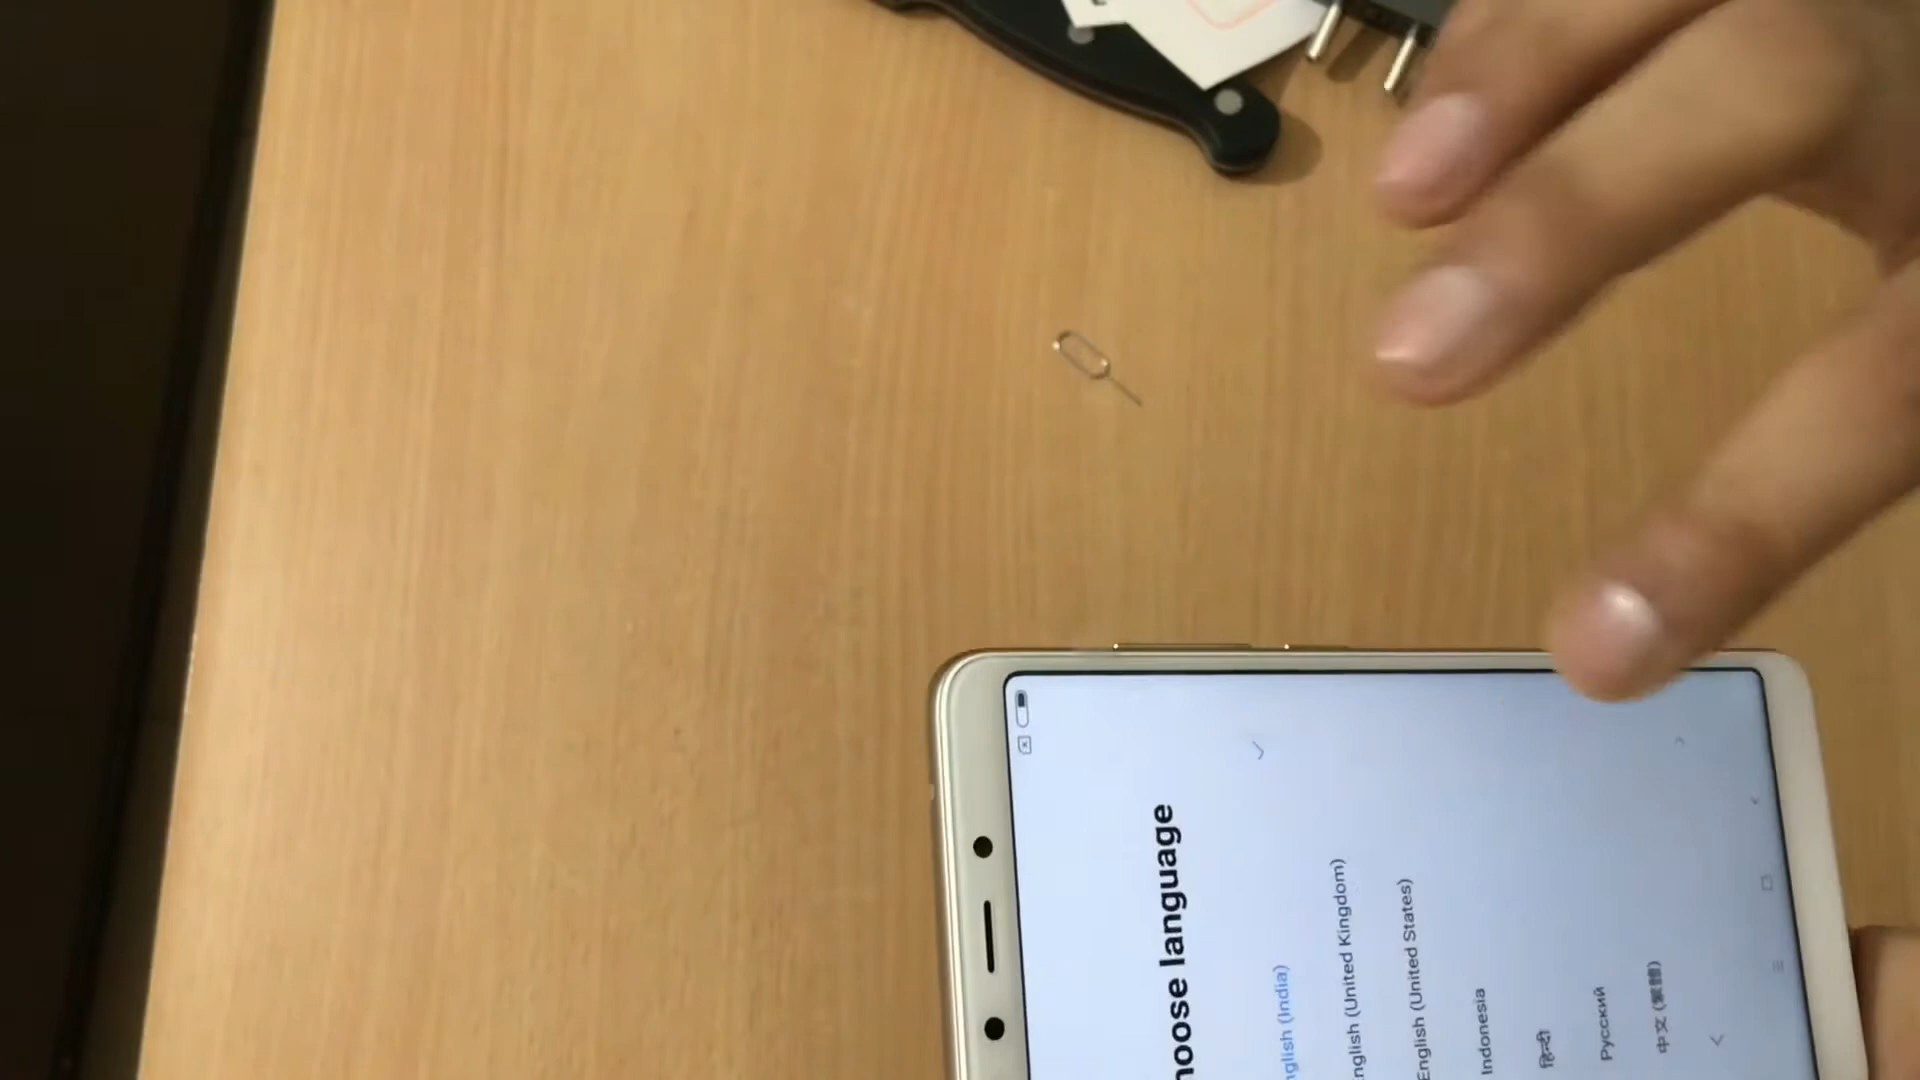 hoose language
nglish (India)
nglish (United Kingdom)
English (United States)
Indonesia
हिन्दी
Русский
中文 (繁體)